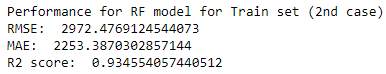 Performance for RF model for Train set (2nd case)
RMSE:  2972.4769124544073
MAE:  2253.3870302857144
R2 score:  0.934554057440512